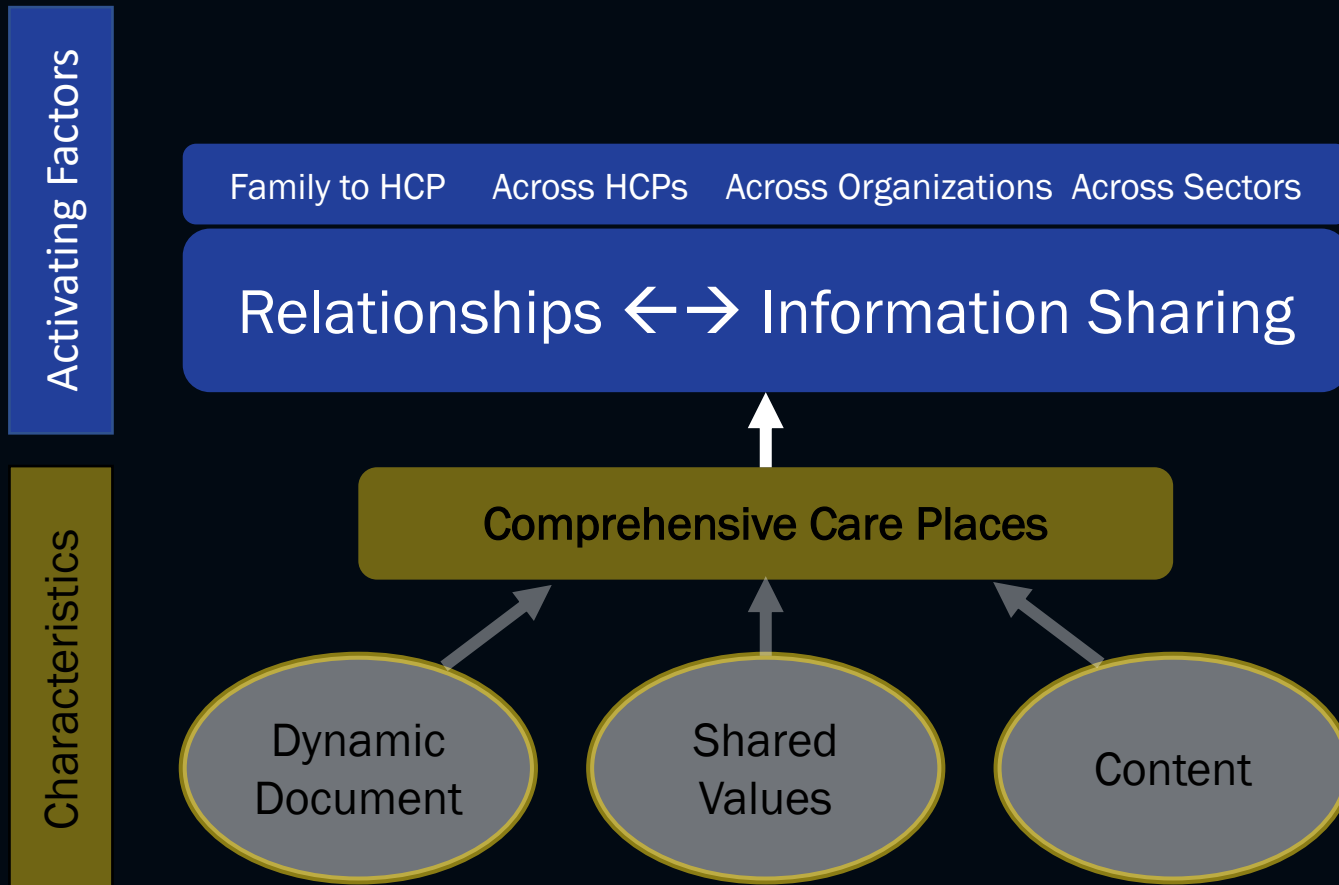 Activating Factors
Family to HCP Across HCPs Across Organizations Across Sectors
Relationships ←→ Information Sharing
Characteristics
Comprehensive Care Places
Dynamic
Document
Shared
Values
Content